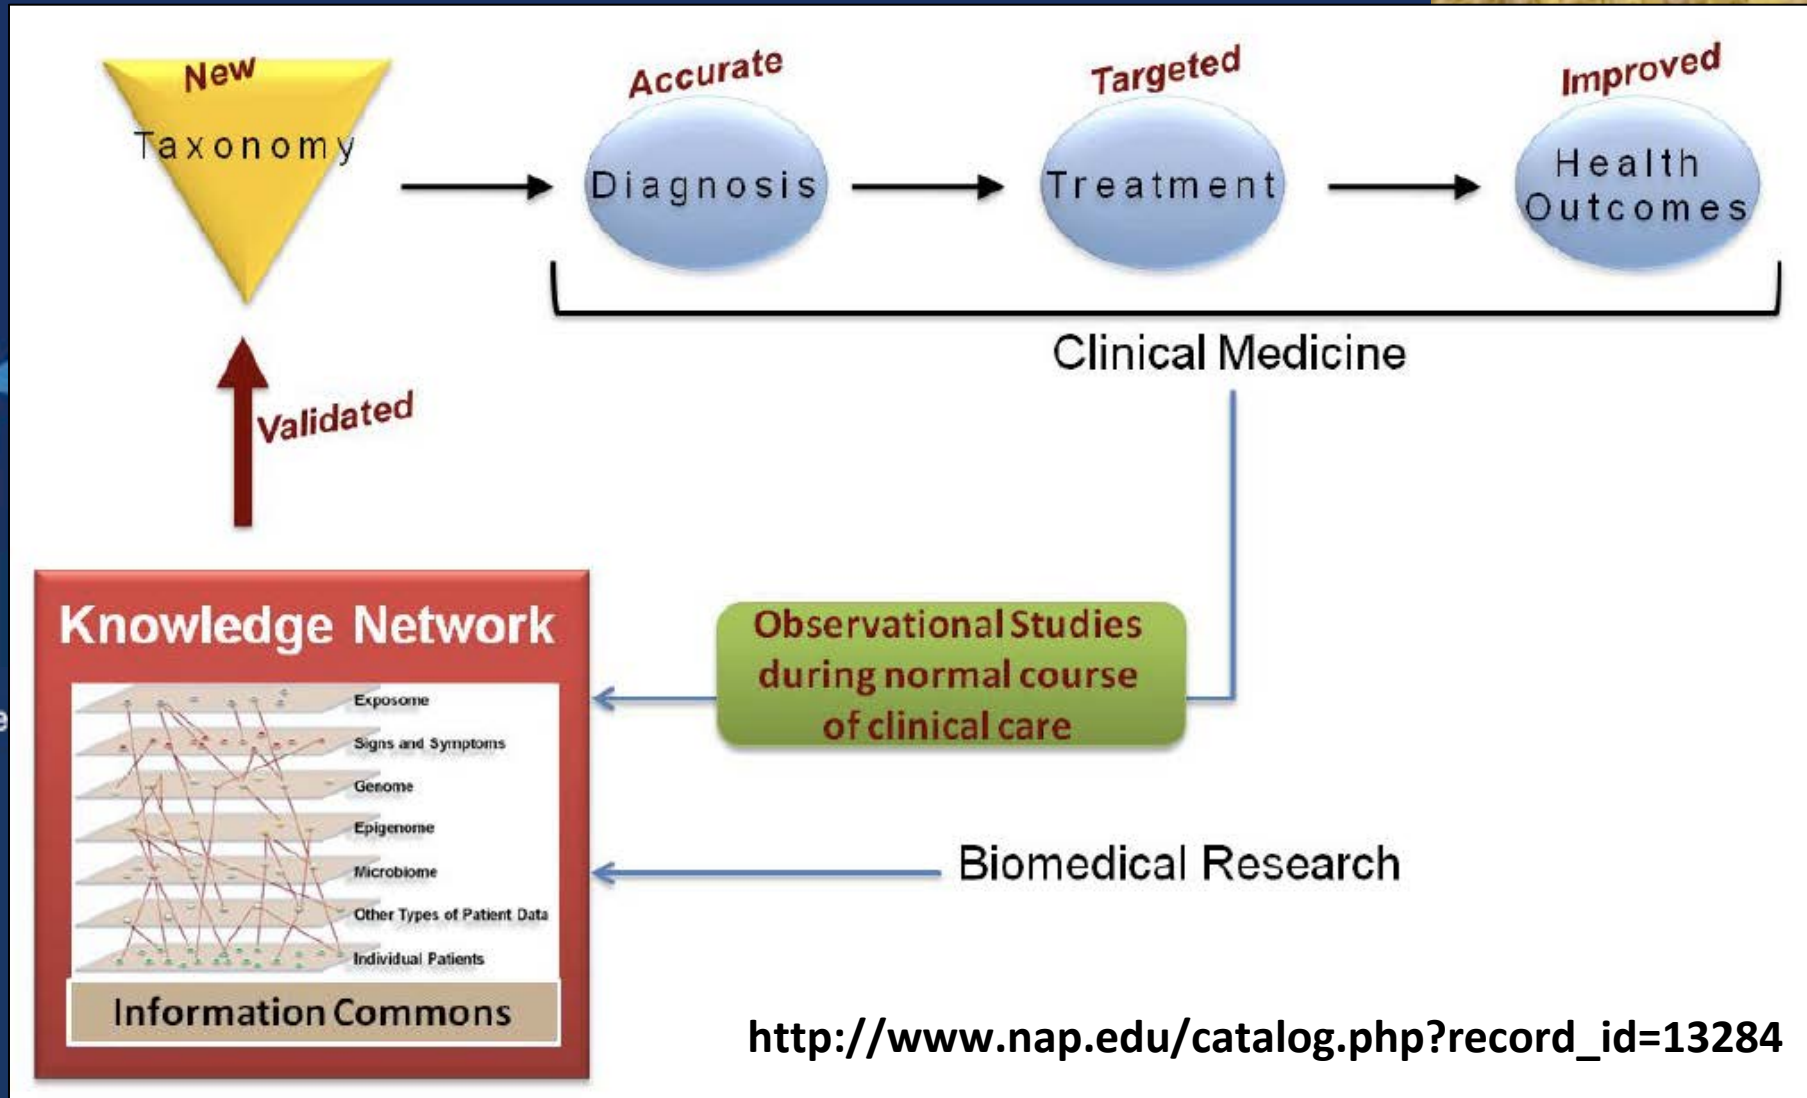 New
Taxonomy
Accurate
Diagnosis
Targeted
Treatment
Improved
Health
Outcomes
Clinical Medicine
Validated
Knowledge Network
Exposome
Signs and Symptoms
Genome
Epigenome
Microbiome
Other Types of Patient Data
Individual Patients
Information Commons
Observational Studies
during normal course
of clinical care
Biomedical Research
http://www.nap.edu/catalog.php?record_id=13284